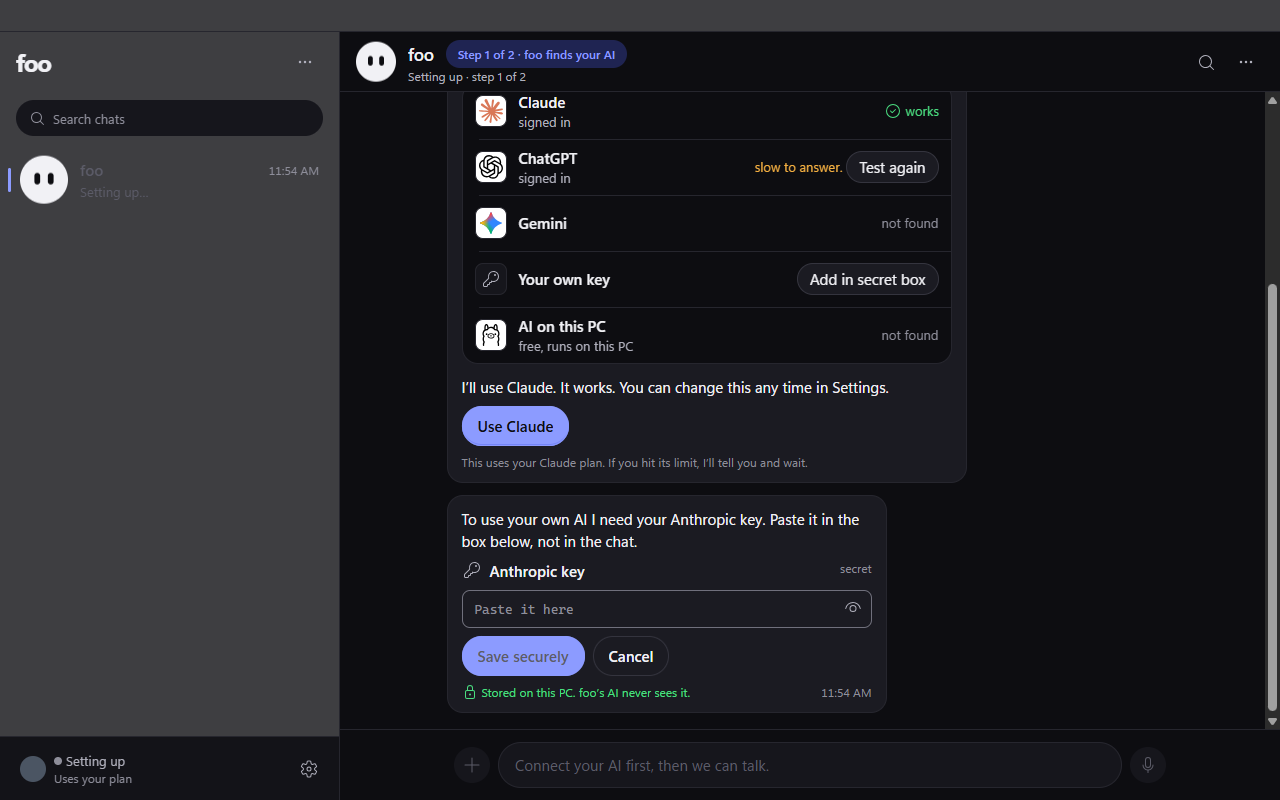 foo
Search chats
foo
11:54 AM
Setting up...
Setting up
Uses your plan
foo
Step 1 of 2 · foo finds your AI
Setting up · step 1 of 2
Claude
signed in
works
ChatGPT
signed in
slow to answer.
Test again
Gemini
not found
Your own key
Add in secret box
AI on this PC
free, runs on this PC
not found
I'll use Claude. It works. You can change this any time in Settings.
Use Claude
This uses your Claude plan. If you hit its limit, I'll tell you and wait.
To use your own AI I need your Anthropic key. Paste it in the
box below, not in the chat.
Anthropic key
secret
Paste it here
Save securely
Cancel
Stored on this PC. foo's AI never sees it.
11:54 AM
Connect your AI first, then we can talk.